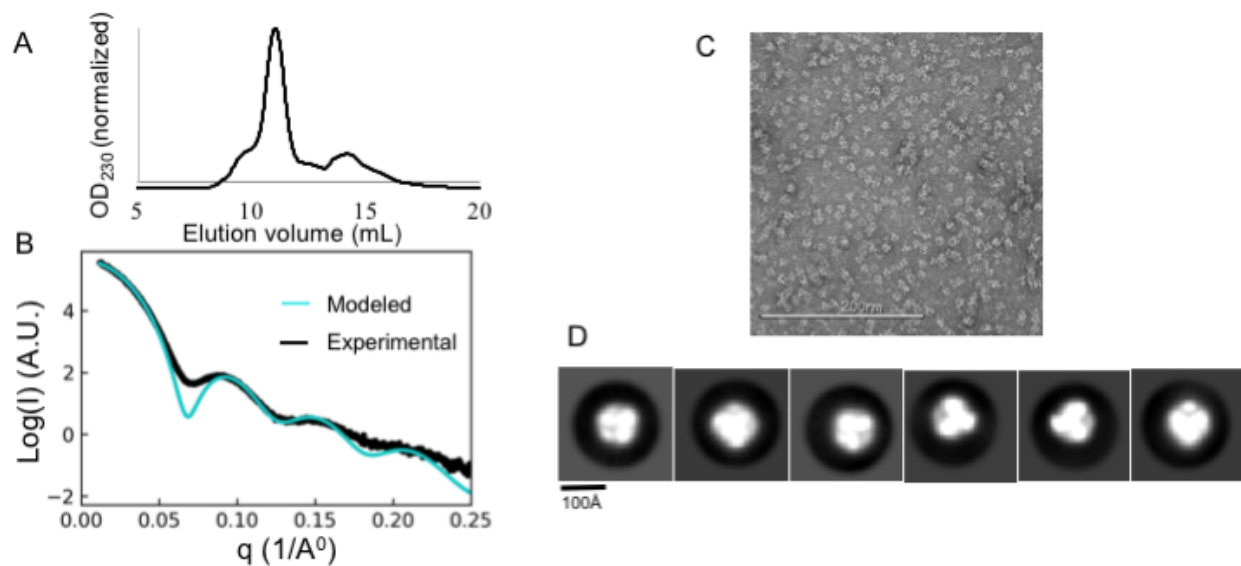 A
OD230 (normalized)
5 10 15 20
Elution volume (mL)
B
Log(I) (A.U.)
4
2
0
−2
Modeled
Experimental
0.00 0.05 0.10 0.15 0.20 0.25
q (1/A⁰)
C
200nm
D
100Å